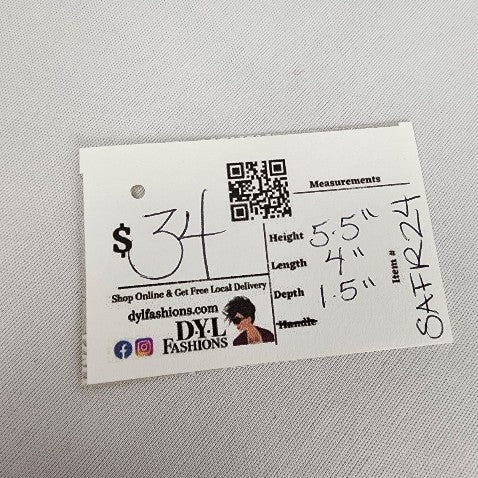 $ 34
Shop Online & Get Free Local Delivery
dylfashions.com
D.Y.L
FASHIONS
Measurements
Height 5.5"
Length 4"
Depth 1.5"
Handle
Item # SAFR24